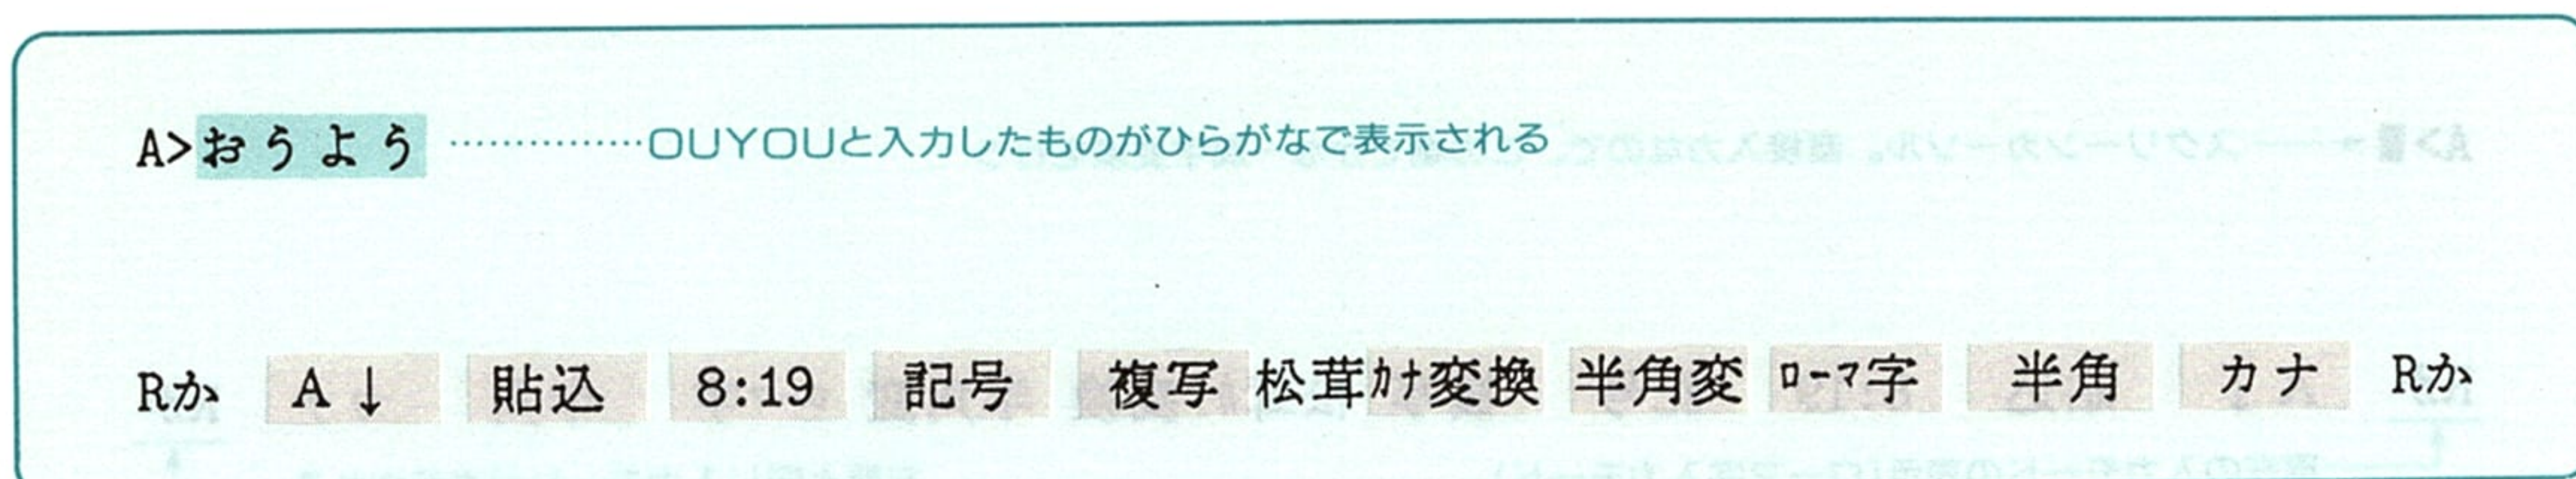 A>おうよう ……………OUYOUと入力したものがひらがなで表示される
Rか A↓ 貼込 8:19 記号 複写 松茸 ｶﾅ変換 半角変 ﾛｰﾏ字 半角 カナ Rか